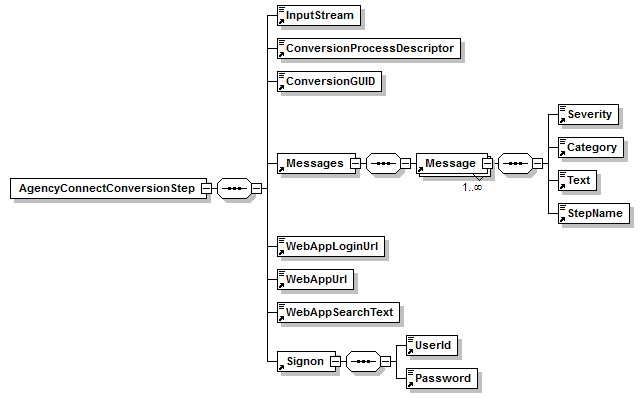 InputStream
ConversionProcessDescriptor
ConversionGUID
AgencyConnectConversionStep
Messages
Message
1..∞
Severity
Category
Text
StepName
WebAppLoginUrl
WebAppUrl
WebAppSearchText
Signon
UserId
Password